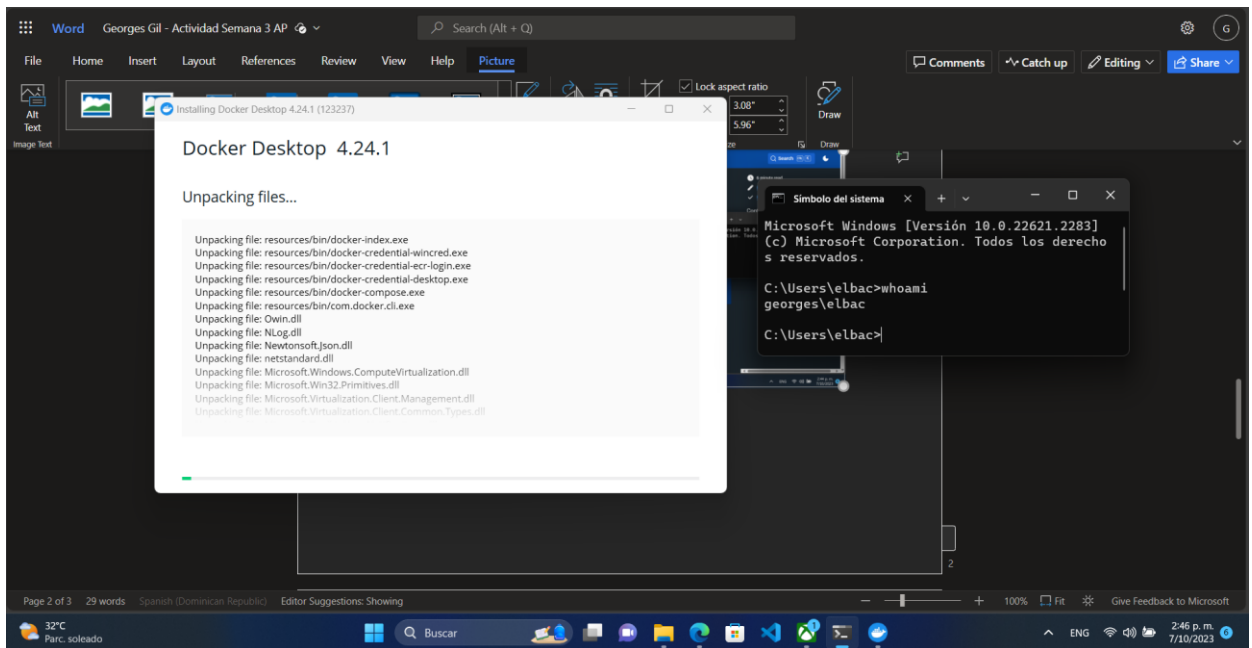 Word Georges Gil - Actividad Semana 3 AP
Search (Alt + Q)
G
File Home Insert Layout References Review View Help Picture
Comments Catch up Editing Share
Alt
Text
Image Text
Lock aspect ratio
3.08"
5.96"
Draw
ze Draw
Installing Docker Desktop 4.24.1 (123237)
Docker Desktop 4.24.1
Unpacking files...
Unpacking file: resources/bin/docker-index.exe
Unpacking file: resources/bin/docker-credential-wincred.exe
Unpacking file: resources/bin/docker-credential-ecr-login.exe
Unpacking file: resources/bin/docker-credential-desktop.exe
Unpacking file: resources/bin/docker-compose.exe
Unpacking file: resources/bin/com.docker.cli.exe
Unpacking file: Owin.dll
Unpacking file: NLog.dll
Unpacking file: Newtonsoft.Json.dll
Unpacking file: netstandard.dll
Unpacking file: Microsoft.Windows.ComputeVirtualization.dll
Unpacking file: Microsoft.Win32.Primitives.dll
Unpacking file: Microsoft.Virtualization.Client.Management.dll
Unpacking file: Microsoft.Virtualization.Client.Common.Types.dll
Search
Símbolo del sistema
Microsoft Windows [Versión 10.0.22621.2283]
(c) Microsoft Corporation. Todos los derecho
s reservados.
C:\Users\elbac>whoami
georges\elbac
C:\Users\elbac>
2
Page 2 of 3 29 words Spanish (Dominican Republic) Editor Suggestions: Showing
100% Fit Give Feedback to Microsoft
32°C
Parc. soleado
Buscar
1
ENG
2:46 p. m.
7/10/2023
6